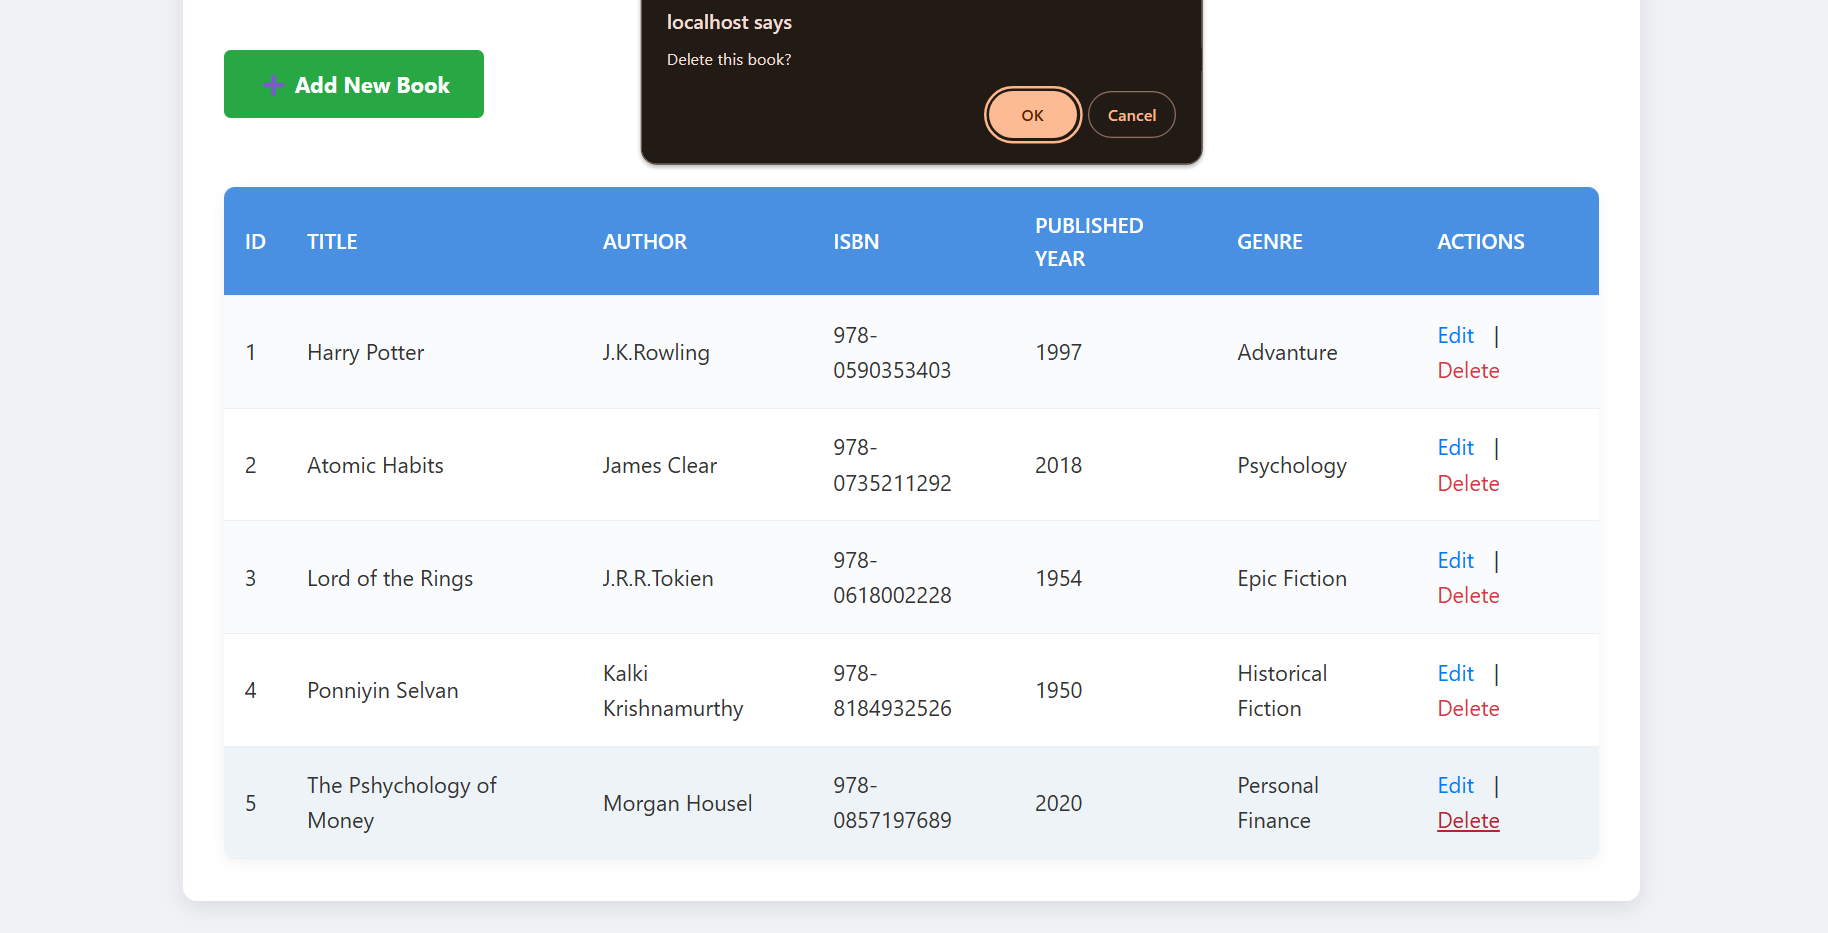 localhost says
Delete this book?
OK Cancel
➕ Add New Book
ID TITLE AUTHOR ISBN PUBLISHED YEAR GENRE ACTIONS
1 Harry Potter J.K.Rowling 978-0590353403 1997 Advanture Edit | Delete
2 Atomic Habits James Clear 978-0735211292 2018 Psychology Edit | Delete
3 Lord of the Rings J.R.R.Tokien 978-0618002228 1954 Epic Fiction Edit | Delete
4 Ponniyin Selvan Kalki Krishnamurthy 978-8184932526 1950 Historical Fiction Edit | Delete
5 The Pshychology of Money Morgan Housel 978-0857197689 2020 Personal Finance Edit | Delete